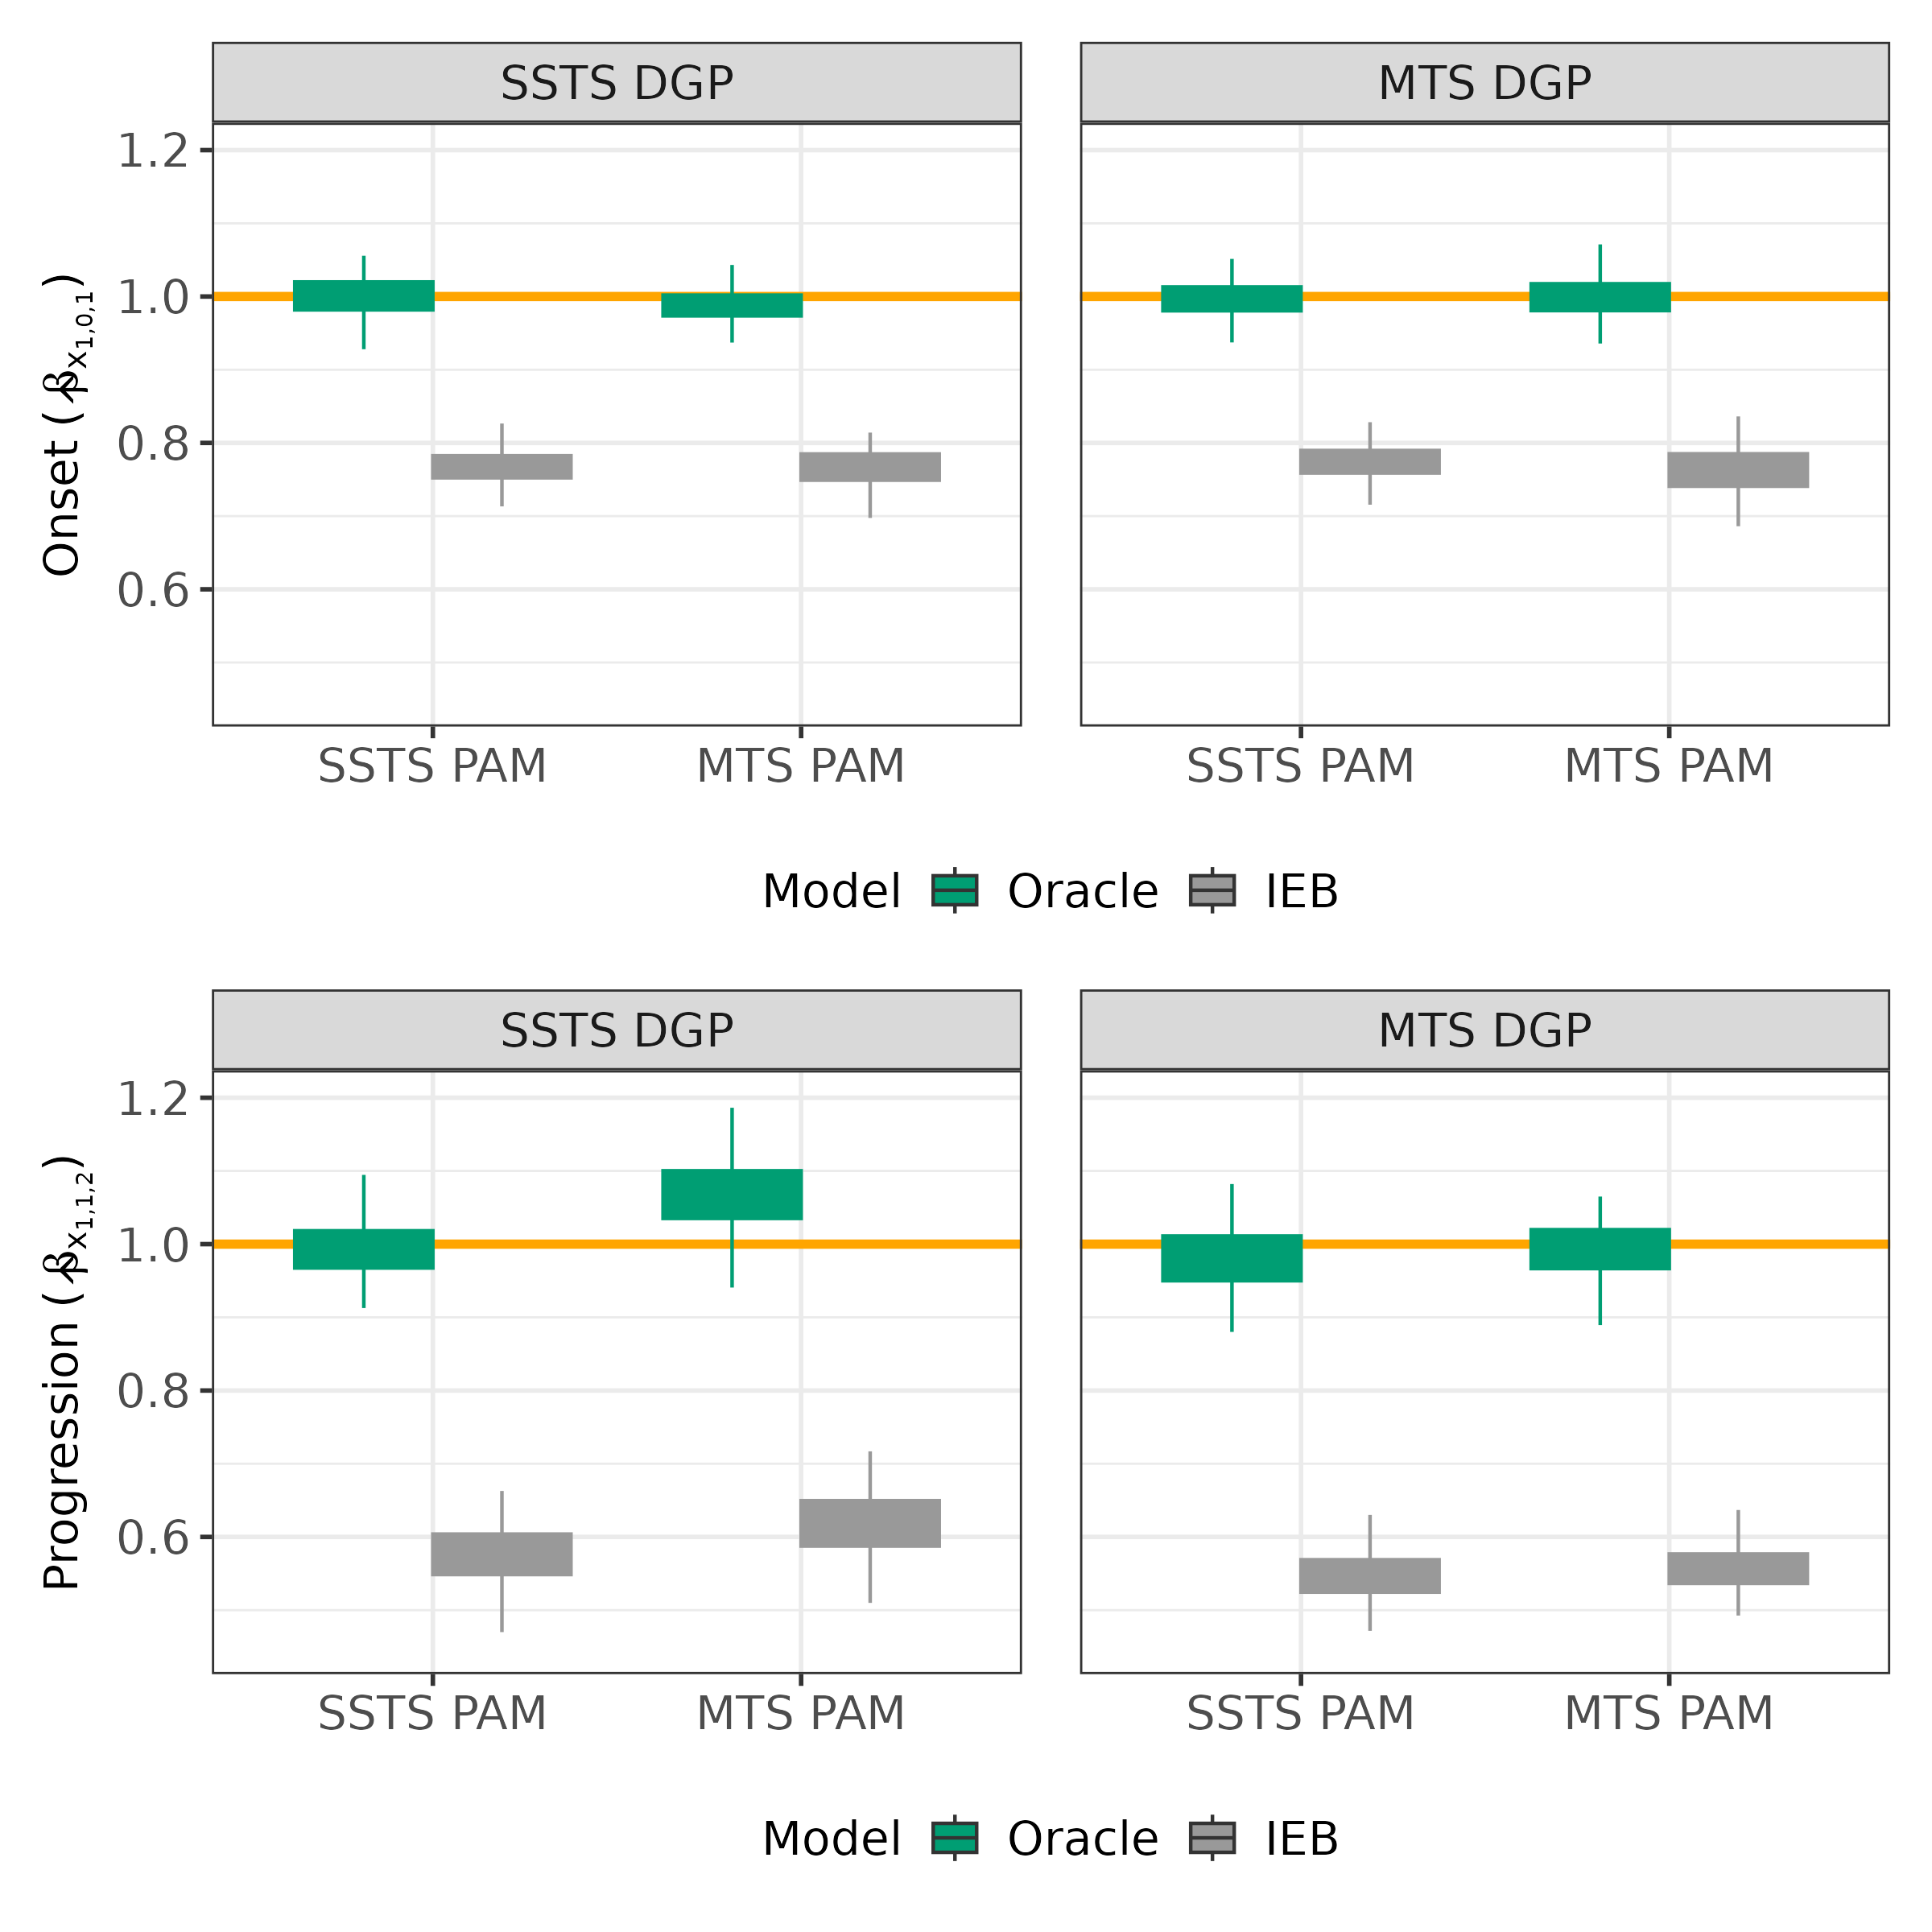 SSTS DGP MTS DGP
1.2
1.0
0.8
0.6
Onset (β̂x1,0,1)
SSTS PAM MTS PAM SSTS PAM MTS PAM
Model Oracle IEB
SSTS DGP MTS DGP
1.2
1.0
0.8
0.6
Progression (β̂x1,1,2)
SSTS PAM MTS PAM SSTS PAM MTS PAM
Model Oracle IEB